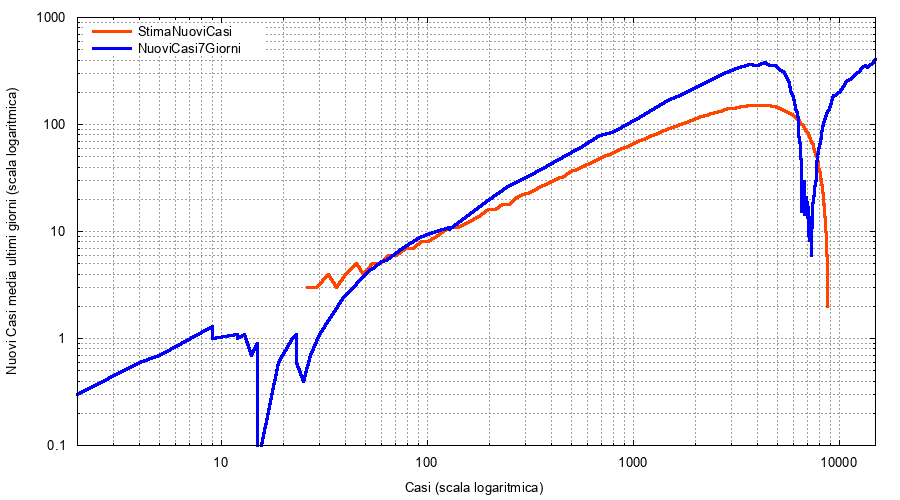 StimaNuoviCasi
NuoviCasi7Giorni
1000
100
10
1
0.1
Nuovi Casi media ultimi giorni (scala logaritmica)
10
100
1000
10000
Casi (scala logaritmica)